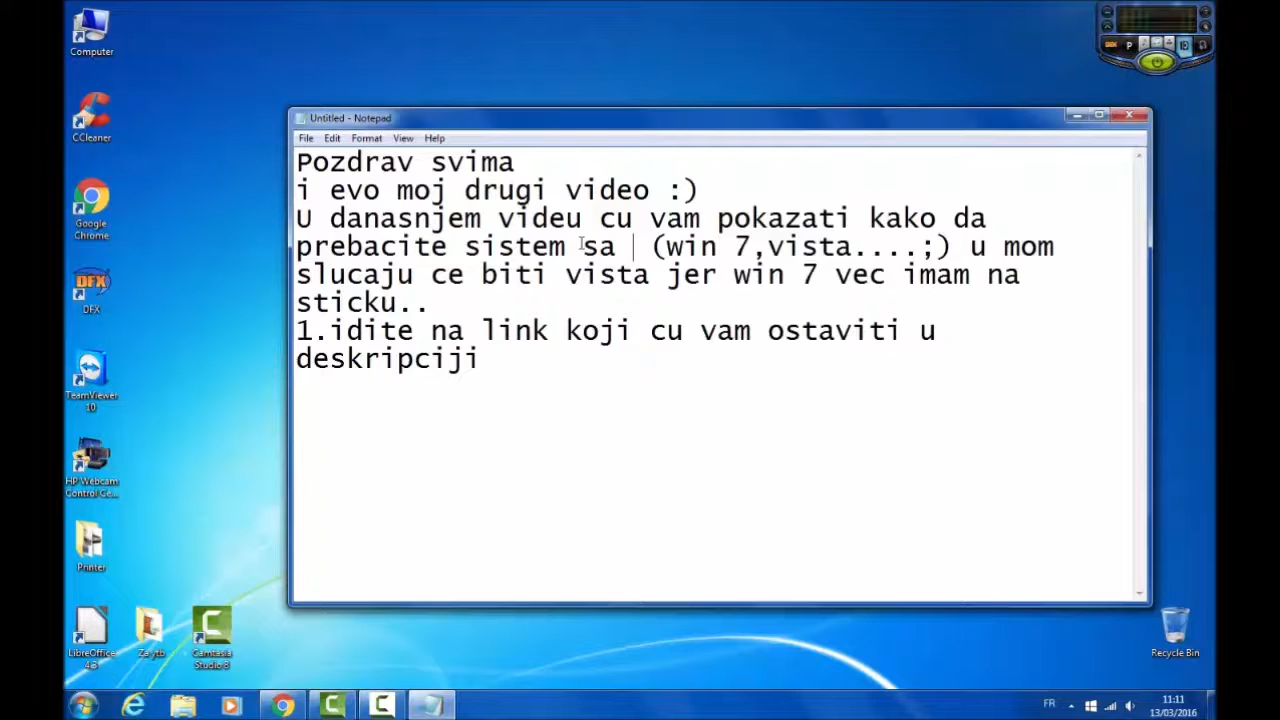 Computer
CCleaner
Google
Chrome
DFX
DFX
TeamViewer
10
HP Webcam
Control Ce...
Printer
LibreOffice
4.3
Za ytb
Camtasia
Studio 8
Untitled - Notepad
File Edit Format View Help
Pozdrav svima
i evo moj drugi video :)
U danasnjem videu cu vam pokazati kako da
prebacite sistem sa (win 7,vista....;) u mom
slucaju ce biti vista jer win 7 vec imam na
sticku..
1.idite na link koji cu vam ostaviti u
deskripciji
Recycle Bin
FR
11:11
13/03/2016